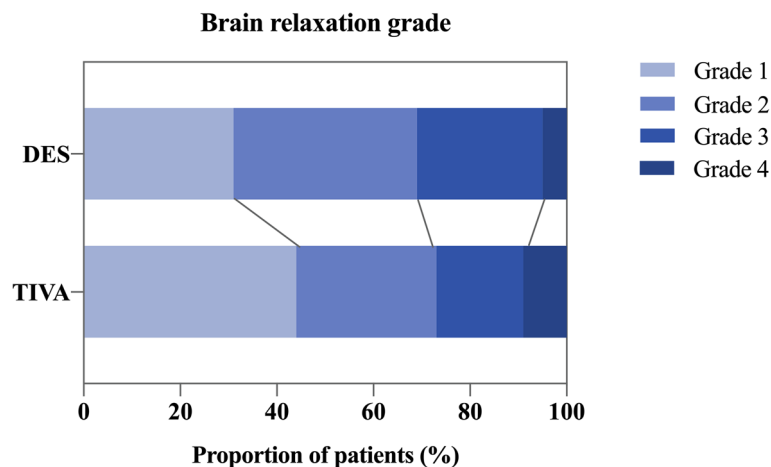 Brain relaxation grade
Grade 1
Grade 2
Grade 3
Grade 4
DES
TIVA
0 20 40 60 80 100
Proportion of patients (%)